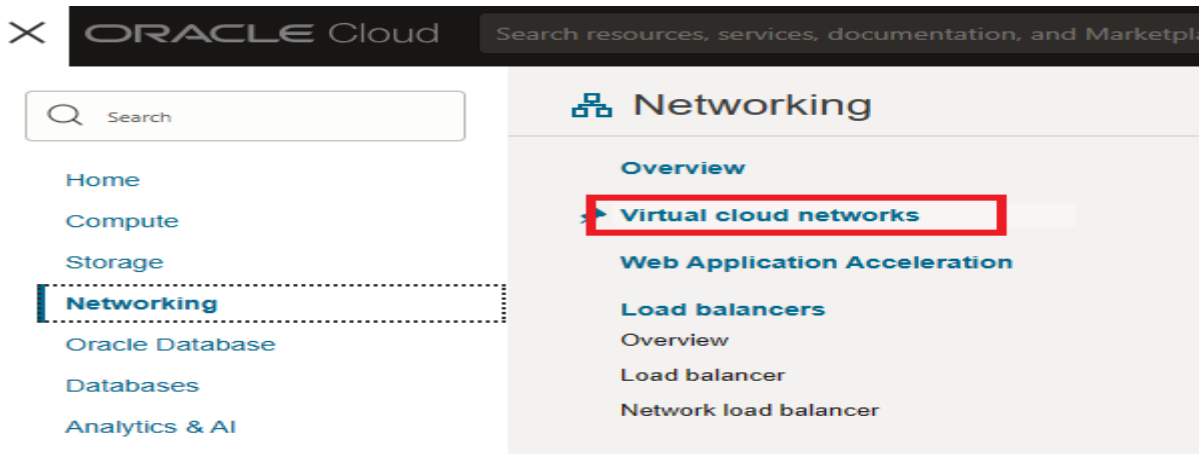 ORACLE Cloud
Search resources, services, documentation, and
Search
Home
Compute
Storage
Networking
Oracle Database
Databases
Analytics & AI
Networking
Overview
Virtual cloud networks
Web Application Acceleration
Load balancers
Overview
Load balancer
Network load balancer